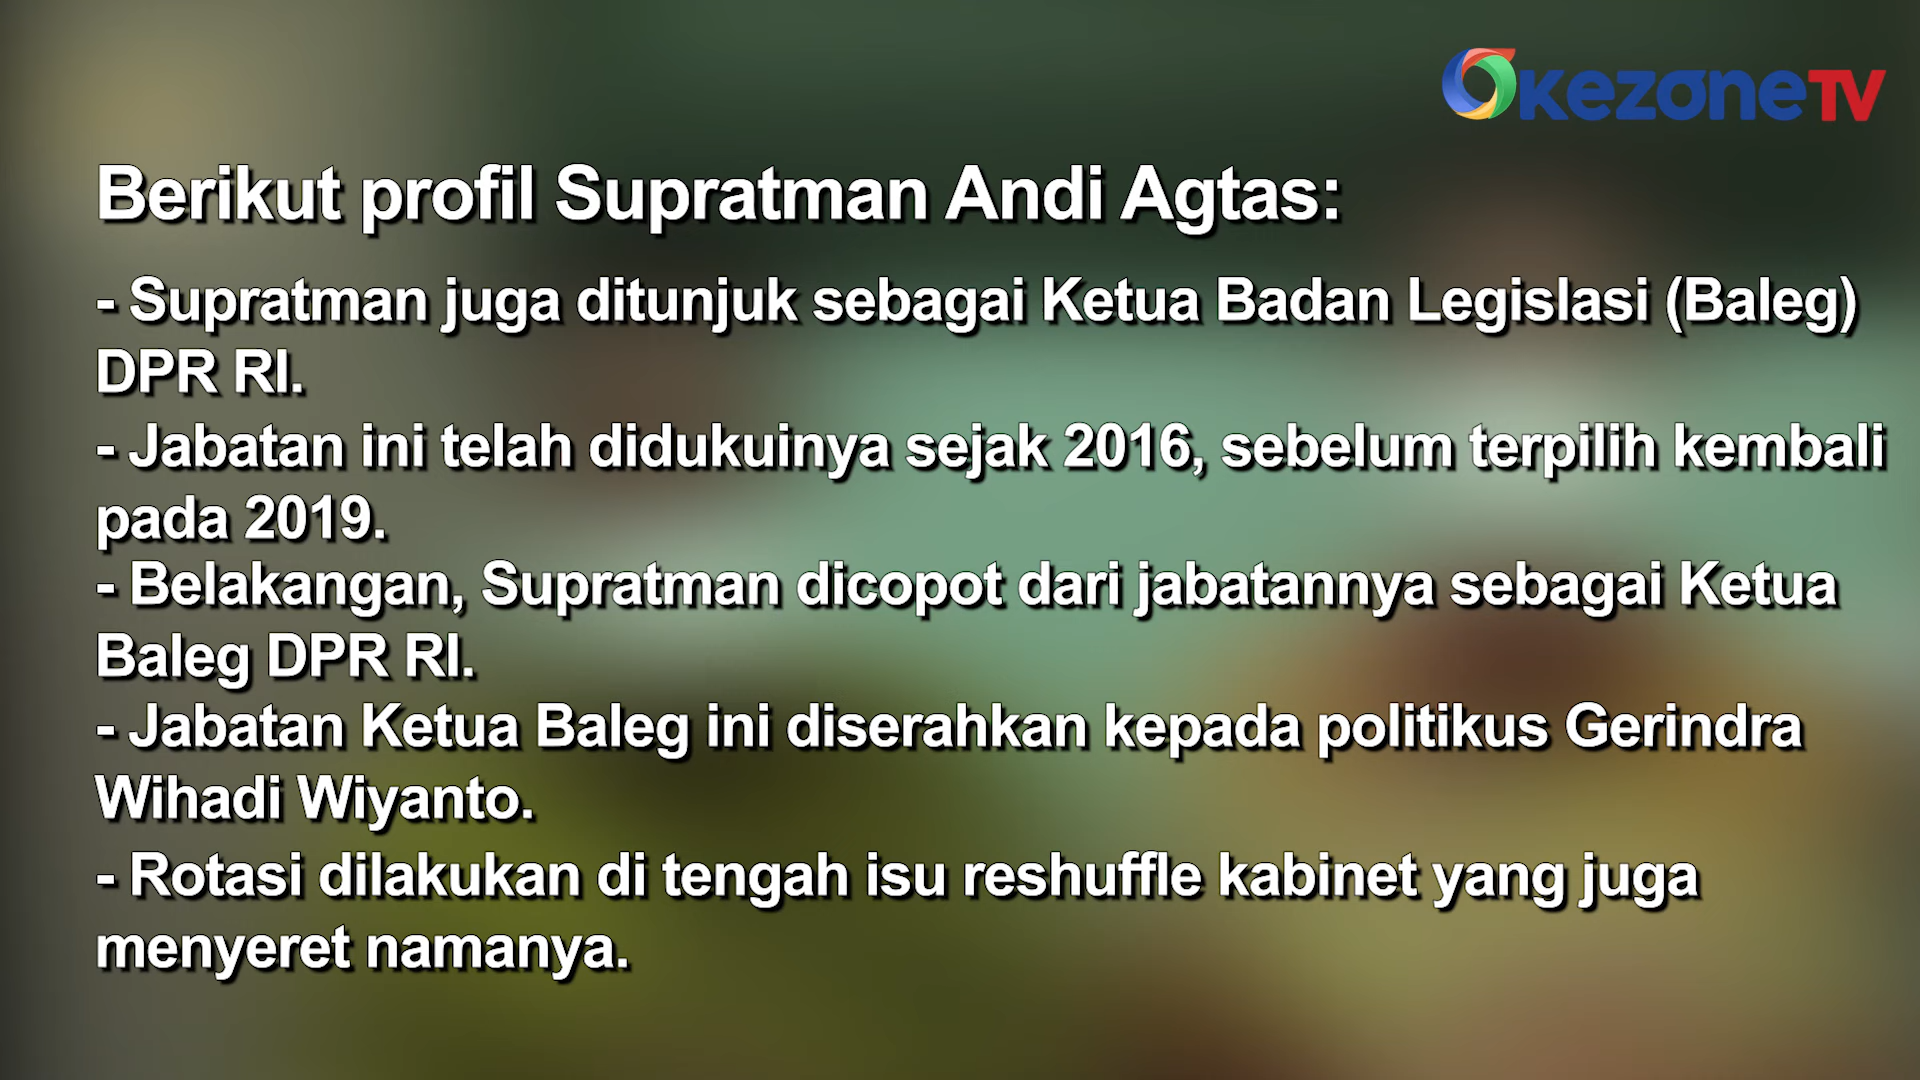 OkezoneTV
Berikut profil Supratman Andi Agtas:
- Supratman juga ditunjuk sebagai Ketua Badan Legislasi (Baleg)
DPR RI.
- Jabatan ini telah didukuinya sejak 2016, sebelum terpilih kembali
pada 2019.
- Belakangan, Supratman dicopot dari jabatannya sebagai Ketua
Baleg DPR RI.
- Jabatan Ketua Baleg ini diserahkan kepada politikus Gerindra
Wihadi Wiyanto.
- Rotasi dilakukan di tengah isu reshuffle kabinet yang juga
menyeret namanya.